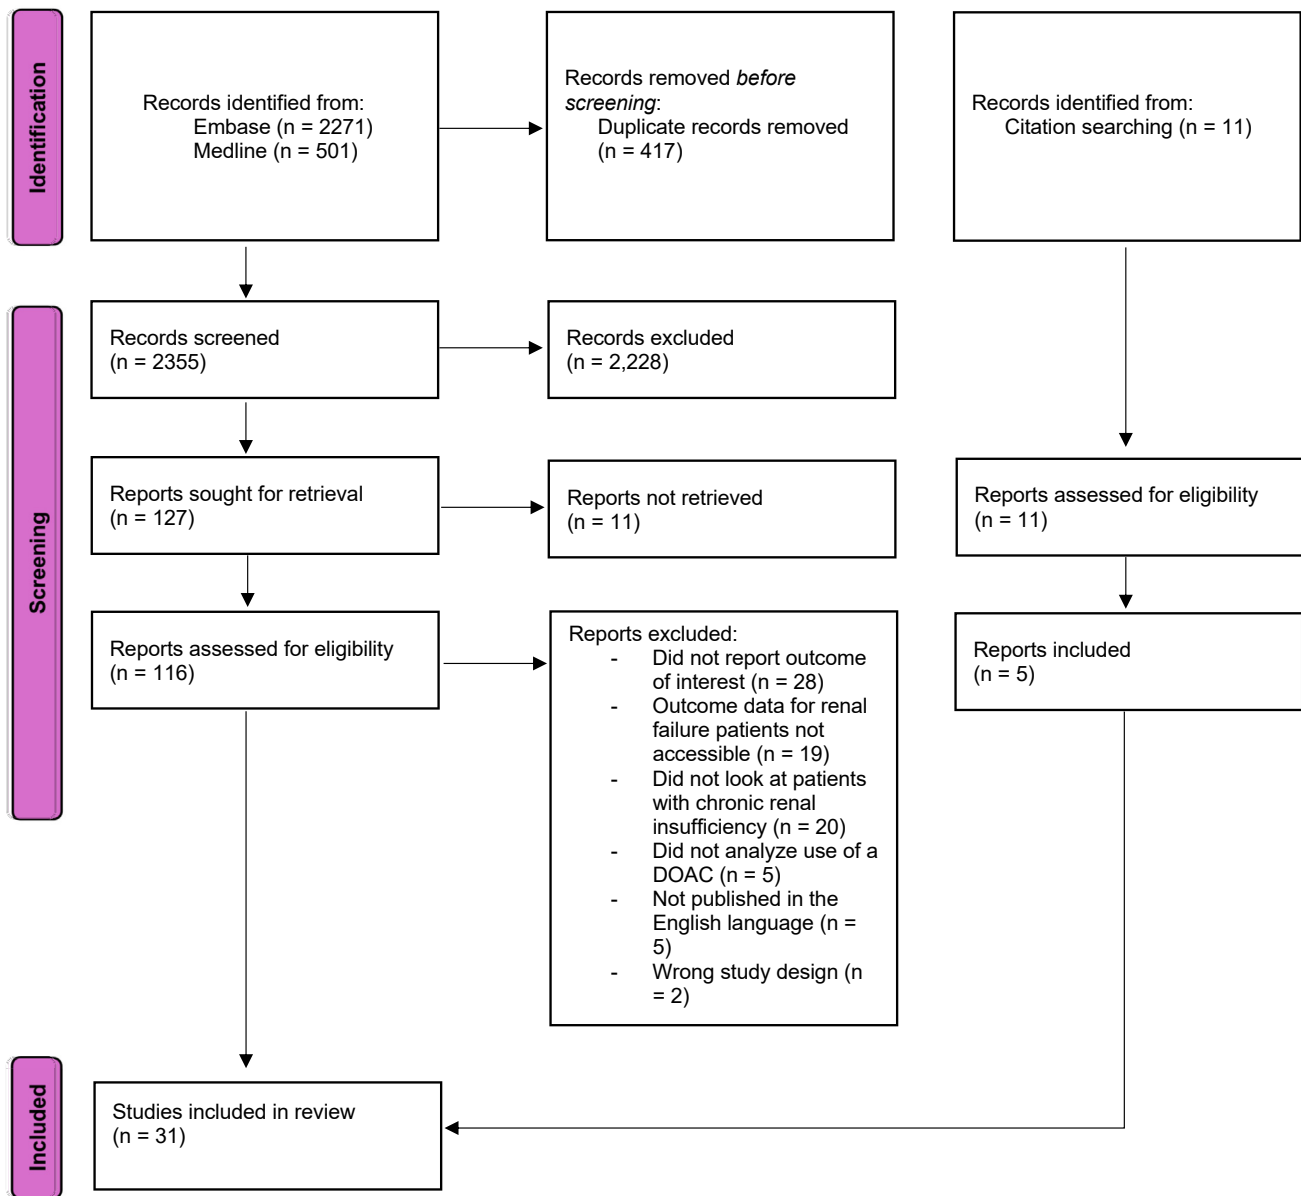 Identification
Records identified from:
Embase (n = 2271)
Medline (n = 501)
Records removed before
screening:
Duplicate records removed
(n = 417)
Records identified from:
Citation searching (n = 11)
Screening
Records screened
(n = 2355)
Records excluded
(n = 2,228)
Reports sought for retrieval
(n = 127)
Reports not retrieved
(n = 11)
Reports assessed for eligibility
(n = 11)
Reports assessed for eligibility
(n = 116)
Reports excluded:
- Did not report outcome
of interest (n = 28)
- Outcome data for renal
failure patients not
accessible (n = 19)
- Did not look at patients
with chronic renal
insufficiency (n = 20)
- Did not analyze use of a
DOAC (n = 5)
- Not published in the
English language (n =
5)
- Wrong study design (n
= 2)
Reports included
(n = 5)
Included
Studies included in review
(n = 31)